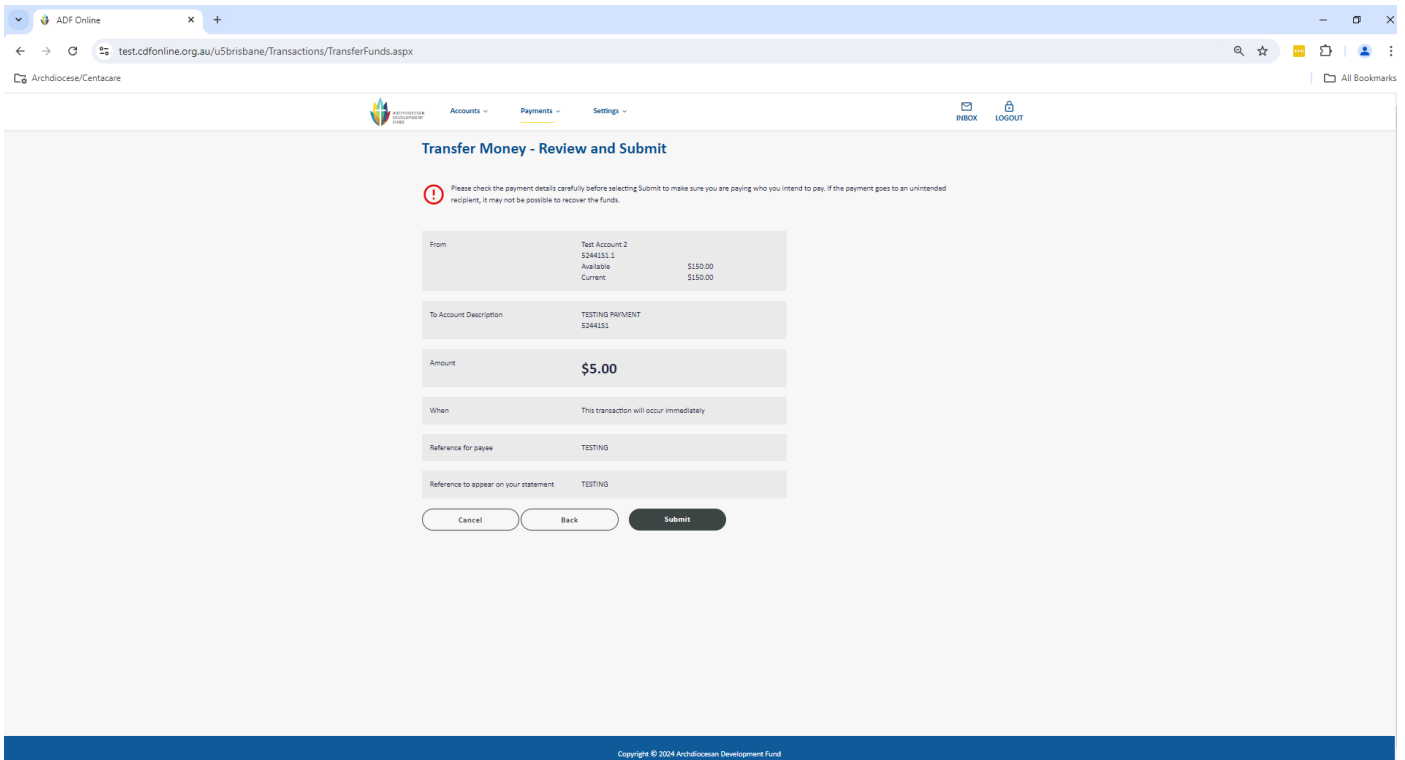 ADF Online
test.cdfonline.org.au/u5brisbane/Transactions/TransferFunds.aspx
Archdiocese/Centacare
All Bookmarks
ARCHDIOCESAN
DEVELOPMENT
FUND
Accounts
Payments
Settings
INBOX
LOGOUT
Transfer Money - Review and Submit
Please check the payment details carefully before selecting Submit to make sure you are paying who you intend to pay. If the payment goes to an unintended
recipient, it may not be possible to recover the funds.
From
Test Account 2
52441S1.1
Available $150.00
Current $150.00
To Account Description
TESTING PAYMENT
52441S1
Amount
$5.00
When
This transaction will occur immediately
Reference for payee
TESTING
Reference to appear on your statement
TESTING
Cancel
Back
Submit
Copyright © 2024 Archdiocesan Development Fund